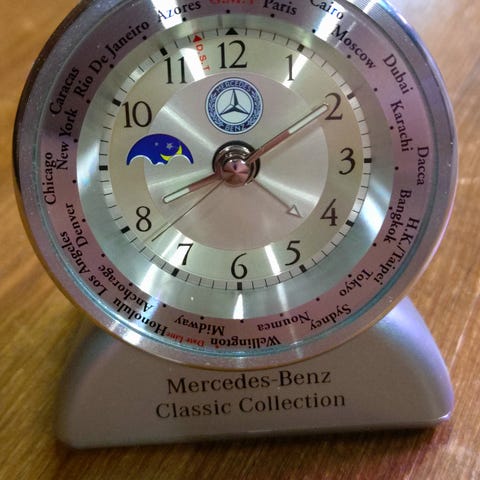 Azores G.M.T Paris Cairo Moscow Dubai Karachi Dacca Bangkok H.K./Taipei Tokyo Sydney Noumea Wellington Date Line Midway Honolulu Anchorage Los Angeles Denver Chicago New York Caracas Rio De Janeiro
D.S.T
12
1
2
3
4
5
6
7
8
10
11
MERCEDES
BENZ
Mercedes-Benz
Classic Collection